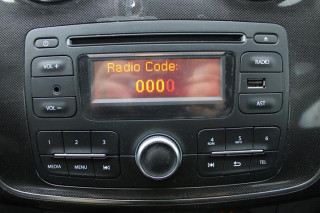 Radio Code:
0000
VOL +
RADIO
VOL –
AST
1 2 3
4 5 6
MEDIA MENU
TEL